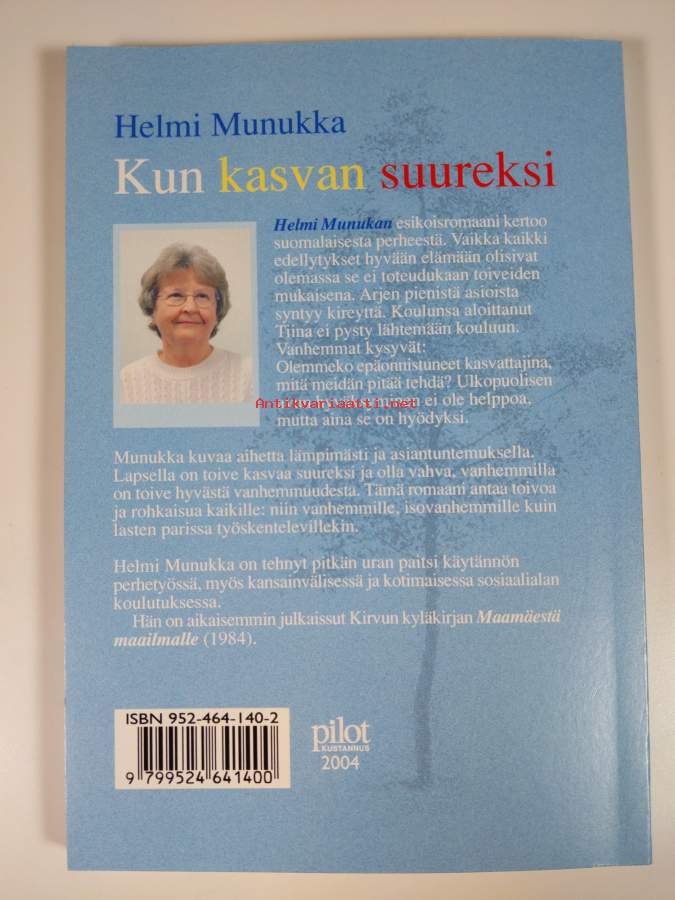 Helmi Munukka
Kun kasvan suureksi
Helmi Munukan esikoisromaani kertoo
suomalaisesta perheestä. Vaikka kaikki
edellytykset hyvään elämään olisivat
olemassa se ei toteudukaan toiveiden
mukaisena. Arjen pienistä asioista
syntyy kireyttä. Koulunsa aloittanut
Tiina ei pysty lähtemään kouluun.
Vanhemmat kysyvät:
Olemmeko epäonnistuneet kasvattajina,
mitä meidän pitää tehdä? Ulkopuolisen
ei ole helppoa,
Antikvariaatti.net
mutta aina se on hyödyksi.
Munukka kuvaa aihetta lämpimästi ja asiantuntemuksella.
Lapsella on toive kasvaa suureksi ja olla vahva, vanhemmilla
on toive hyvästä vanhemmuudesta. Tämä romaani antaa toivoa
ja rohkaisua kaikille: niin vanhemmille, isovanhemmille kuin
lasten parissa työskentelevillekin.
Helmi Munukka on tehnyt pitkän uran paitsi käytännön
perhetyössä, myös kansainvälisessä ja kotimaisessa sosiaalialan
koulutuksessa.
Hän on aikaisemmin julkaissut Kirvun kyläkirjan Maamäestä
maailmalle (1984).
ISBN 952-464-140-2
9 799524 641400
pilot
KUSTANNUS
2004